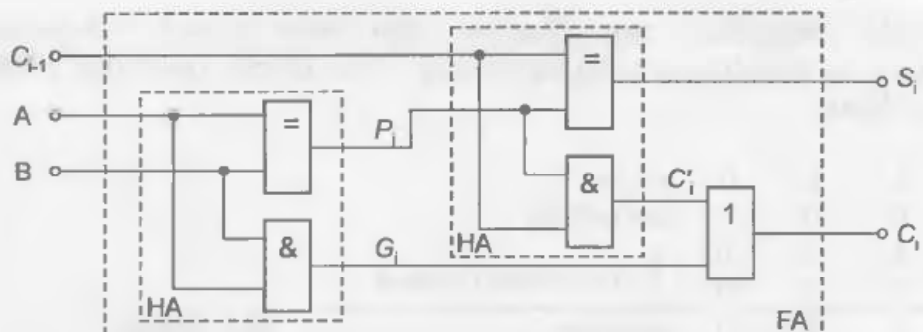 C_{i-1}
A
B
=
&
HA
P_i
G_i
=
&
HA
C'_i
1
S_i
C_i
FA